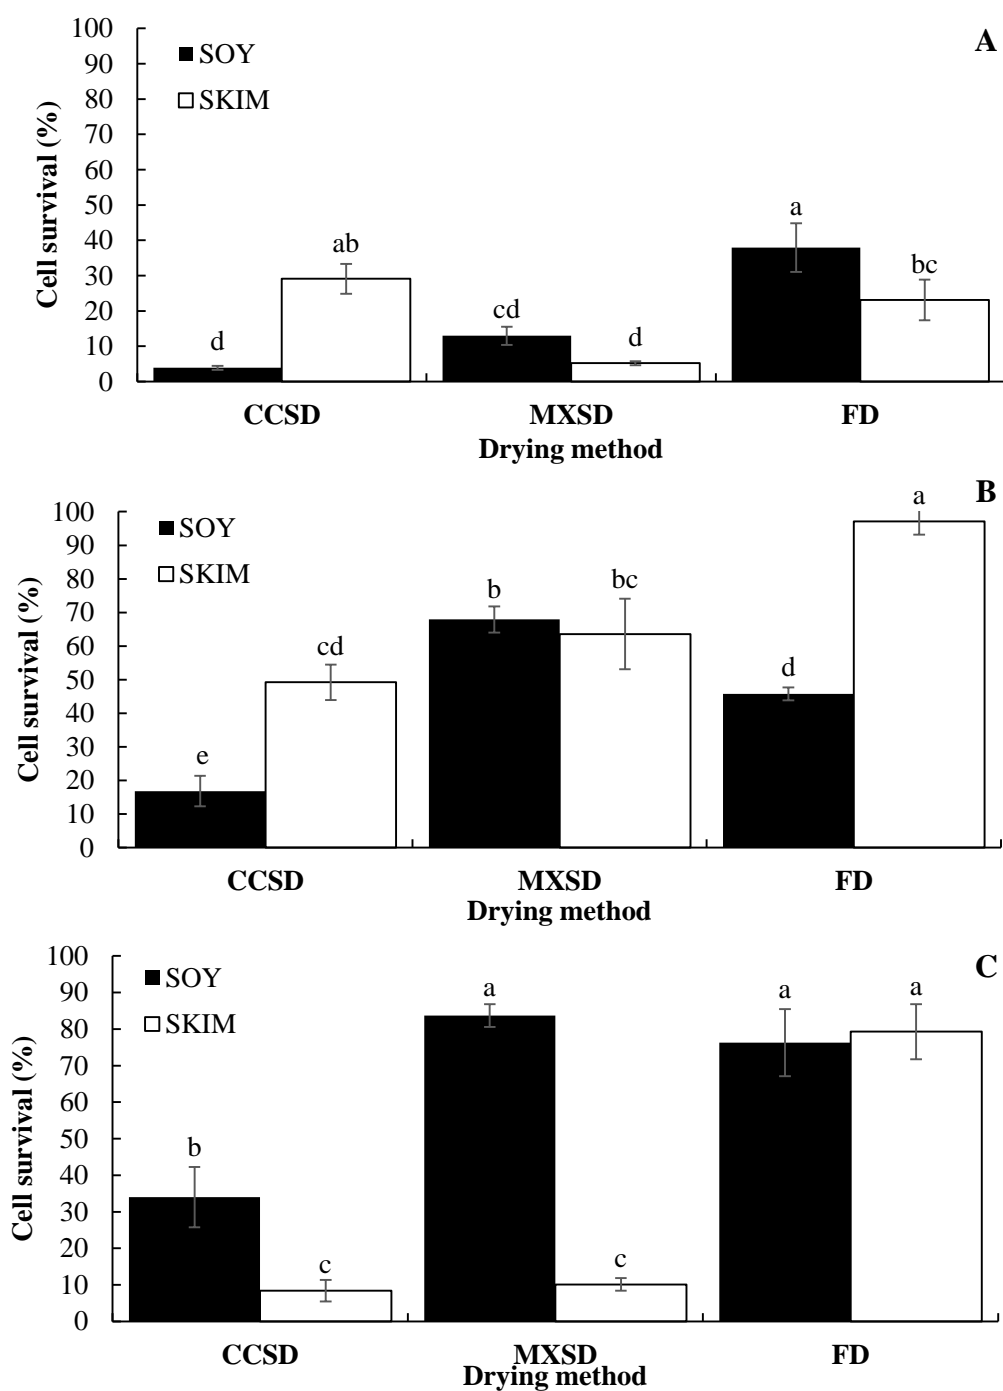 A
100
90
80
70
60
50
40
30
20
10
0
Cell survival (%)
SOY
SKIM
d
ab
cd
d
a
bc
CCSD MXSD FD
Drying method
B
100
90
80
70
60
50
40
30
20
10
0
Cell survival (%)
SOY
SKIM
e
cd
b
bc
d
a
CCSD MXSD FD
Drying method
C
100
90
80
70
60
50
40
30
20
10
0
Cell survival (%)
SOY
SKIM
b
c
a
c
a
a
CCSD MXSD FD
Drying method